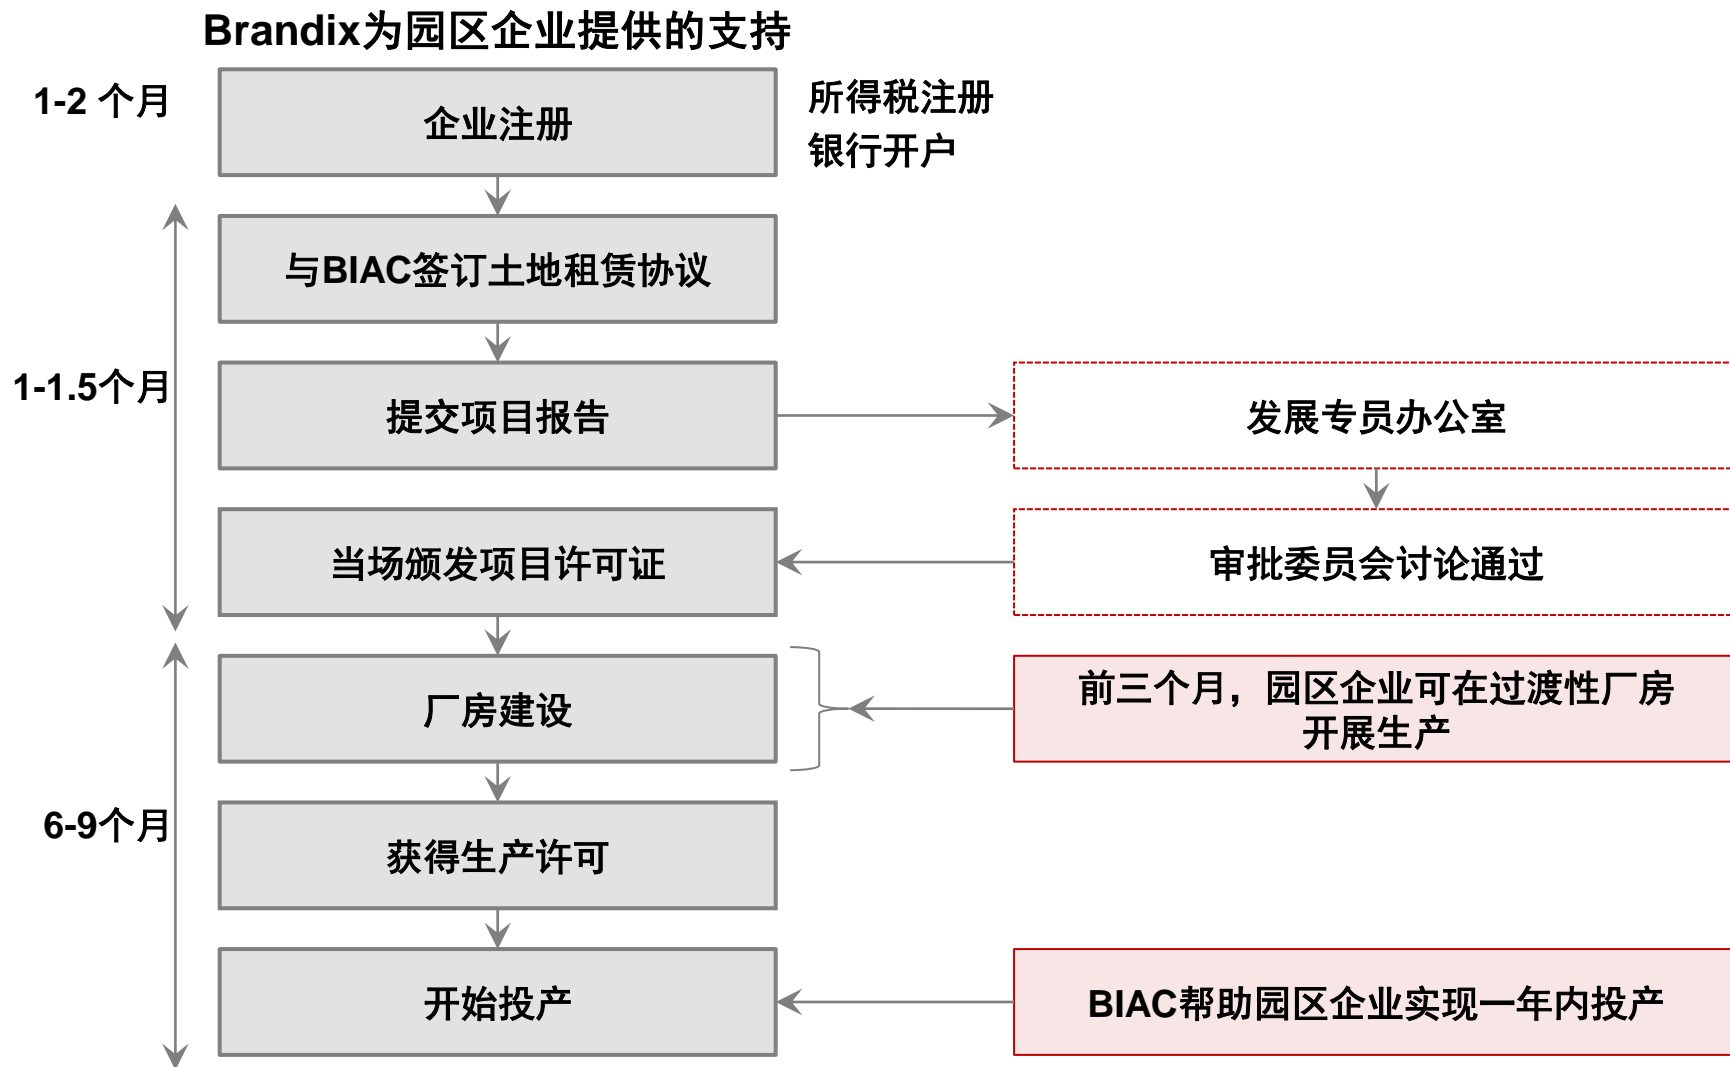 Brandix为园区企业提供的支持
1-2 个月
企业注册
所得税注册
银行开户
与BIAC签订土地租赁协议
1-1.5个月
提交项目报告
发展专员办公室
当场颁发项目许可证
审批委员会讨论通过
厂房建设
前三个月，园区企业可在过渡性厂房
开展生产
6-9个月
获得生产许可
开始投产
BIAC帮助园区企业实现一年内投产